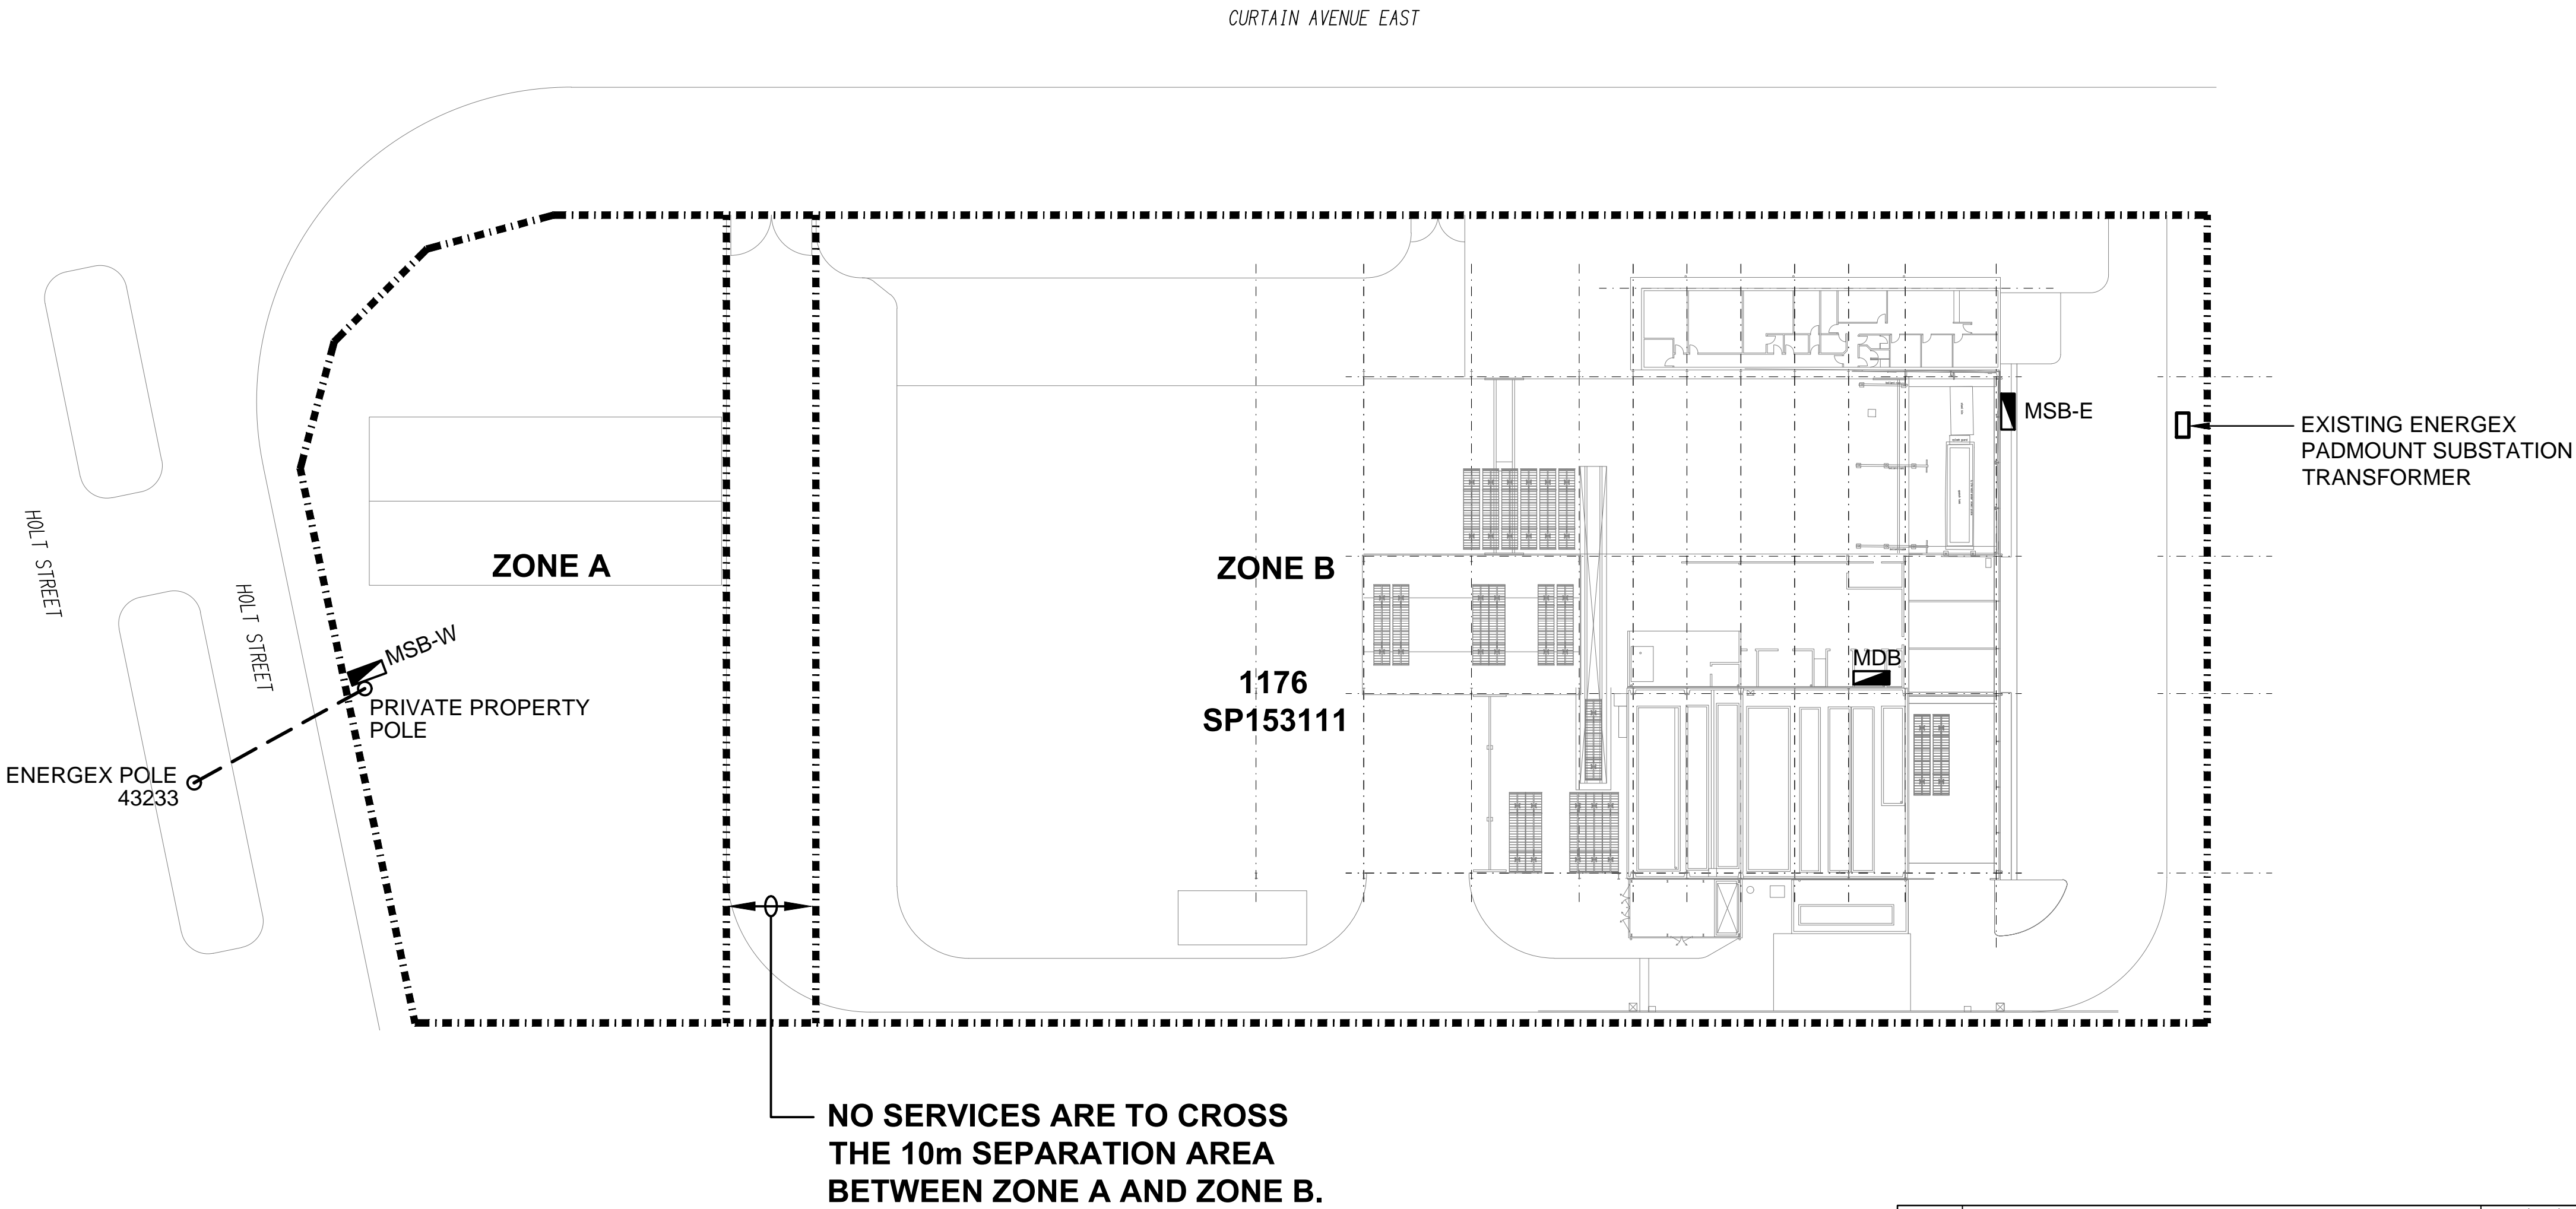 CURTAIN AVENUE EAST
MSB-E
EXISTING ENERGEX
PADMOUNT SUBSTATION
TRANSFORMER
HOLT STREET
ZONE A
ZONE B
HOLT STREET
MSB-W
MDB
1176
SP153111
PRIVATE PROPERTY
POLE
ENERGEX POLE
43233
NO SERVICES ARE TO CROSS
THE 10m SEPARATION AREA
BETWEEN ZONE A AND ZONE B.